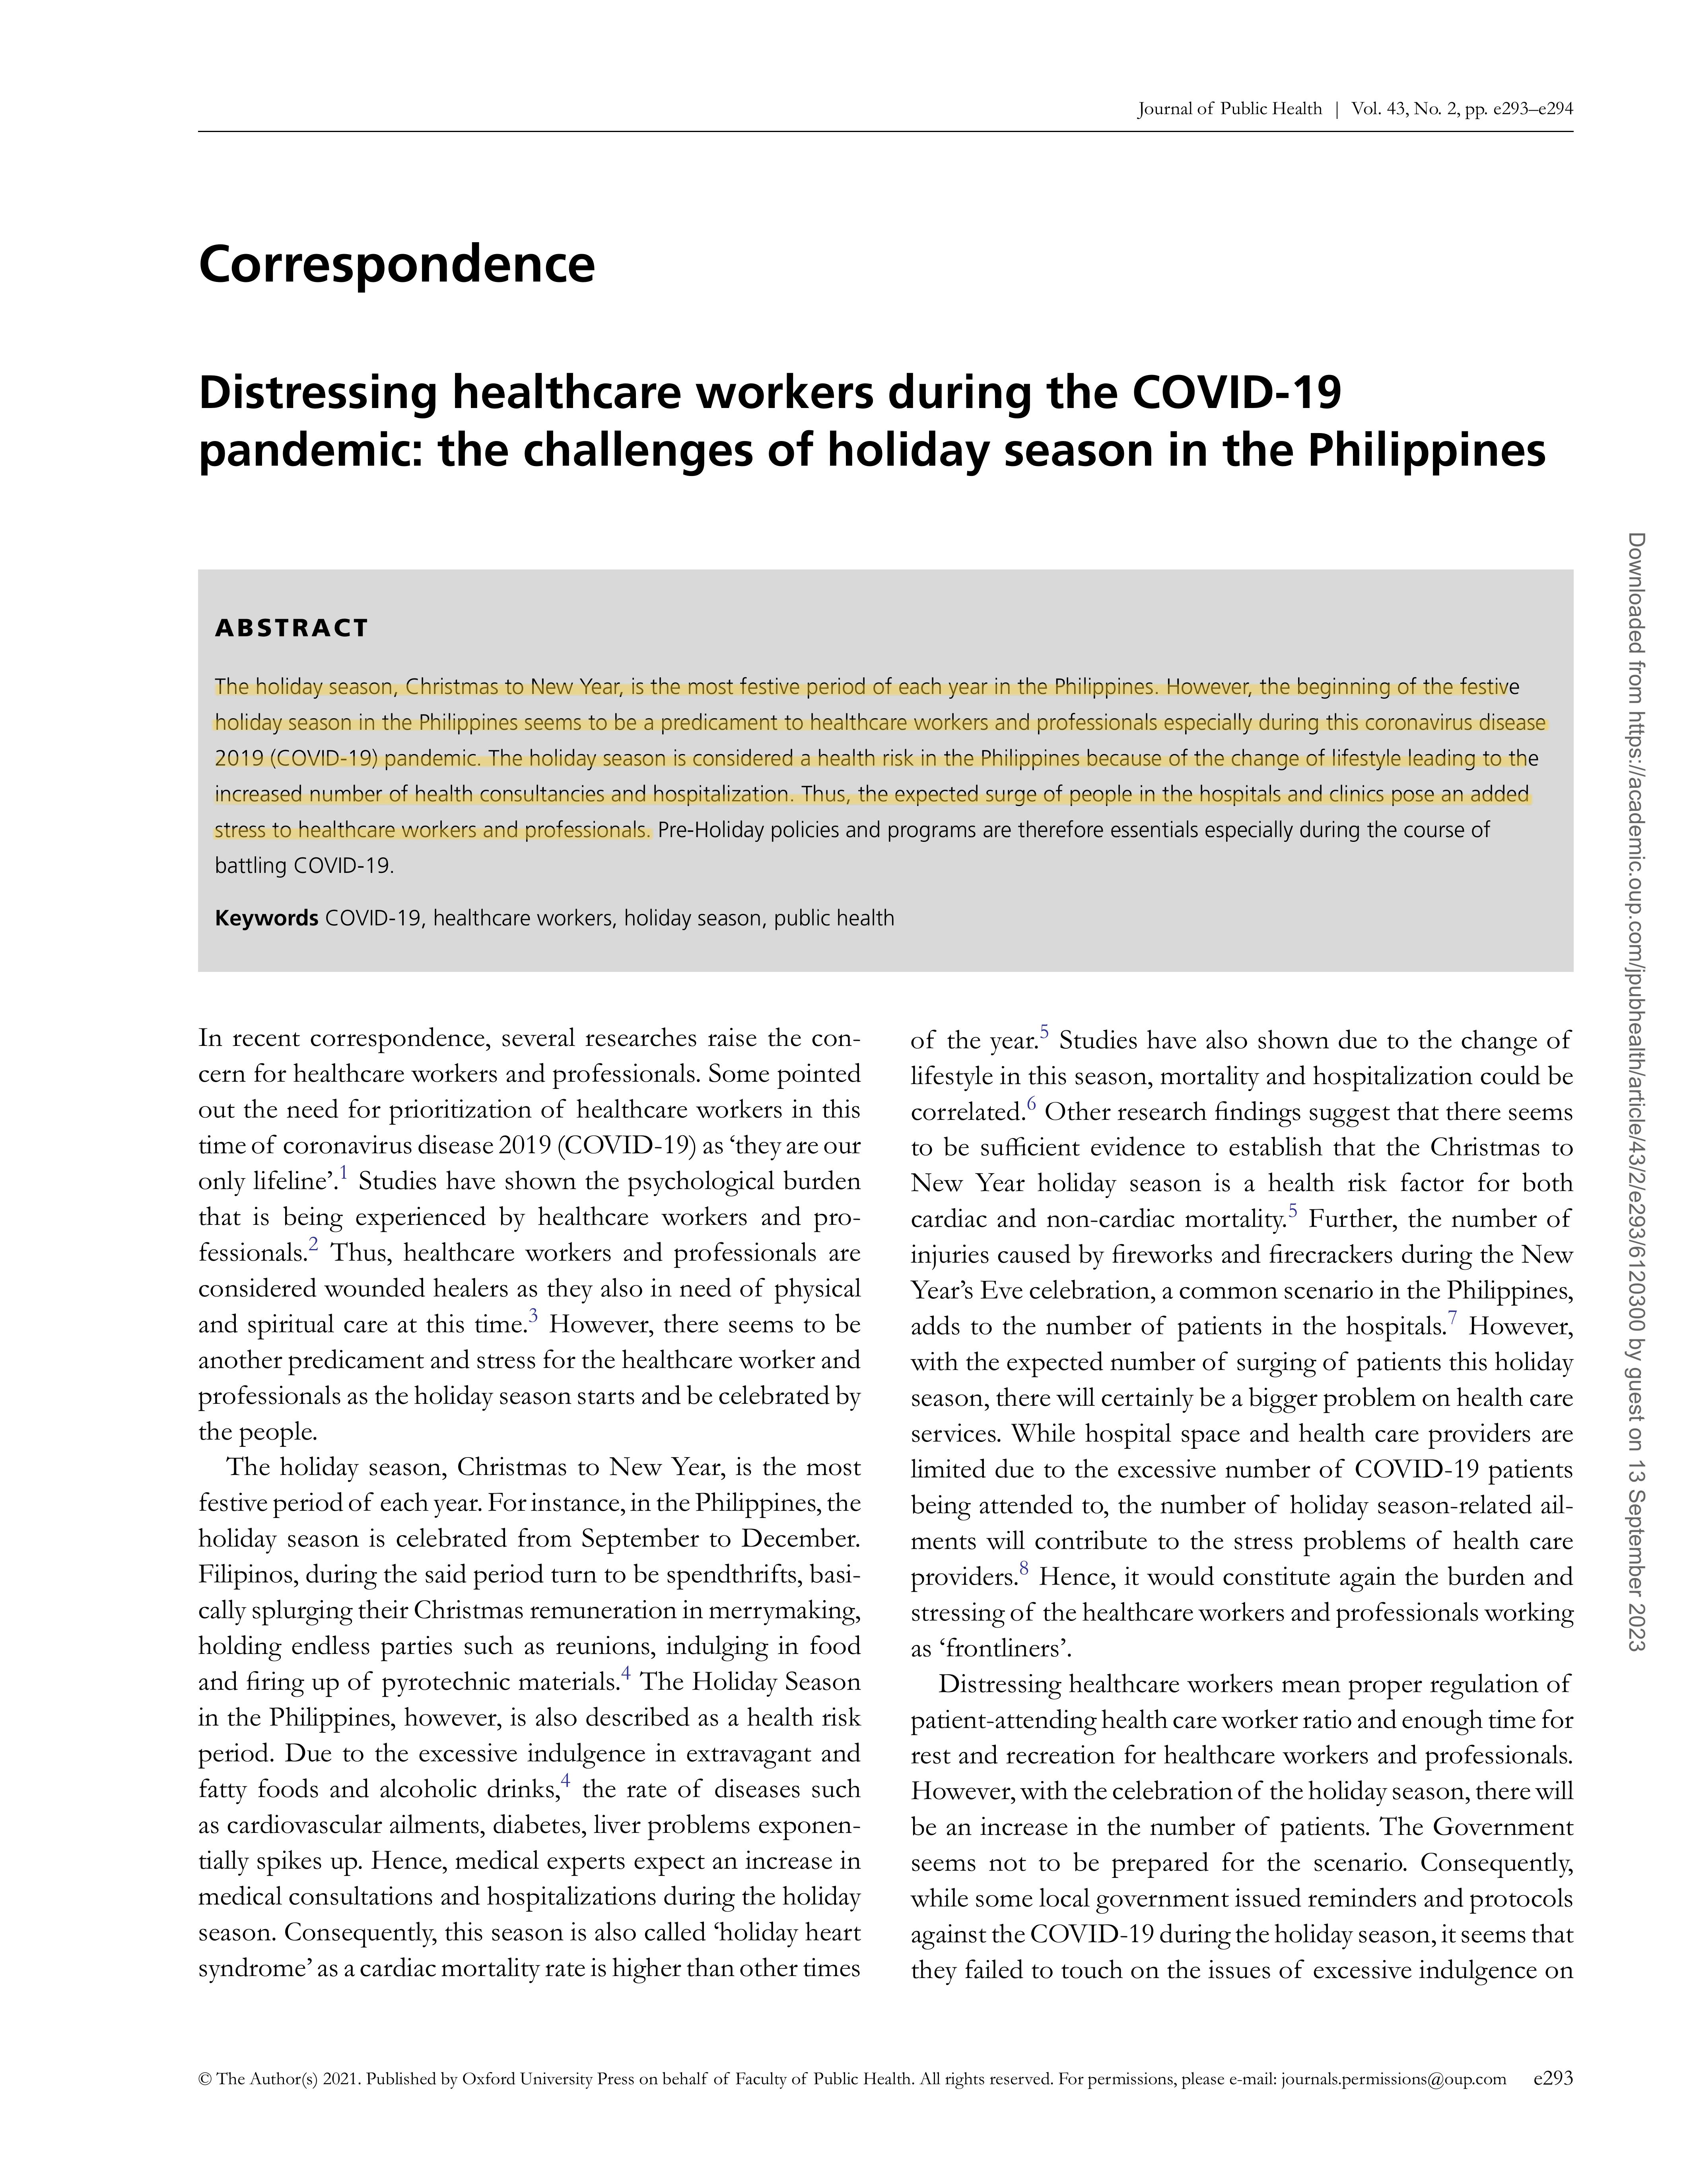 Journal of Public Health | Vol. 43, No. 2, pp. e293–e294
Correspondence
Distressing healthcare workers during the COVID-19
pandemic: the challenges of holiday season in the Philippines
ABSTRACT
The holiday season, Christmas to New Year, is the most festive period of each year in the Philippines. However, the beginning of the festive
holiday season in the Philippines seems to be a predicament to healthcare workers and professionals especially during this coronavirus disease
2019 (COVID-19) pandemic. The holiday season is considered a health risk in the Philippines because of the change of lifestyle leading to the
increased number of health consultancies and hospitalization. Thus, the expected surge of people in the hospitals and clinics pose an added
stress to healthcare workers and professionals. Pre-Holiday policies and programs are therefore essentials especially during the course of
battling COVID-19.
Keywords COVID-19, healthcare workers, holiday season, public health
In recent correspondence, several researches raise the con-
cern for healthcare workers and professionals. Some pointed
out the need for prioritization of healthcare workers in this
time of coronavirus disease 2019 (COVID-19) as ‘they are our
only lifeline’.1 Studies have shown the psychological burden
that is being experienced by healthcare workers and pro-
fessionals.2 Thus, healthcare workers and professionals are
considered wounded healers as they also in need of physical
and spiritual care at this time.3 However, there seems to be
another predicament and stress for the healthcare worker and
professionals as the holiday season starts and be celebrated by
the people.
The holiday season, Christmas to New Year, is the most
festive period of each year. For instance, in the Philippines, the
holiday season is celebrated from September to December.
Filipinos, during the said period turn to be spendthrifts, basi-
cally splurging their Christmas remuneration in merrymaking,
holding endless parties such as reunions, indulging in food
and firing up of pyrotechnic materials.4 The Holiday Season
in the Philippines, however, is also described as a health risk
period. Due to the excessive indulgence in extravagant and
fatty foods and alcoholic drinks,4 the rate of diseases such
as cardiovascular ailments, diabetes, liver problems exponen-
tially spikes up. Hence, medical experts expect an increase in
medical consultations and hospitalizations during the holiday
season. Consequently, this season is also called ‘holiday heart
syndrome’ as a cardiac mortality rate is higher than other times
of the year.5 Studies have also shown due to the change of
lifestyle in this season, mortality and hospitalization could be
correlated.6 Other research findings suggest that there seems
to be sufficient evidence to establish that the Christmas to
New Year holiday season is a health risk factor for both
cardiac and non-cardiac mortality.5 Further, the number of
injuries caused by fireworks and firecrackers during the New
Year’s Eve celebration, a common scenario in the Philippines,
adds to the number of patients in the hospitals.7 However,
with the expected number of surging of patients this holiday
season, there will certainly be a bigger problem on health care
services. While hospital space and health care providers are
limited due to the excessive number of COVID-19 patients
being attended to, the number of holiday season-related ail-
ments will contribute to the stress problems of health care
providers.8 Hence, it would constitute again the burden and
stressing of the healthcare workers and professionals working
as ‘frontliners’.
Distressing healthcare workers mean proper regulation of
patient-attending health care worker ratio and enough time for
rest and recreation for healthcare workers and professionals.
However, with the celebration of the holiday season, there will
be an increase in the number of patients. The Government
seems not to be prepared for the scenario. Consequently,
while some local government issued reminders and protocols
against the COVID-19 during the holiday season, it seems that
they failed to touch on the issues of excessive indulgence on
© The Author(s) 2021. Published by Oxford University Press on behalf of Faculty of Public Health. All rights reserved. For permissions, please e-mail: journals.permissions@oup.com e293
Downloaded from https://academic.oup.com/jpubhealth/article/43/2/e293/6120300 by guest on 13 September 2023